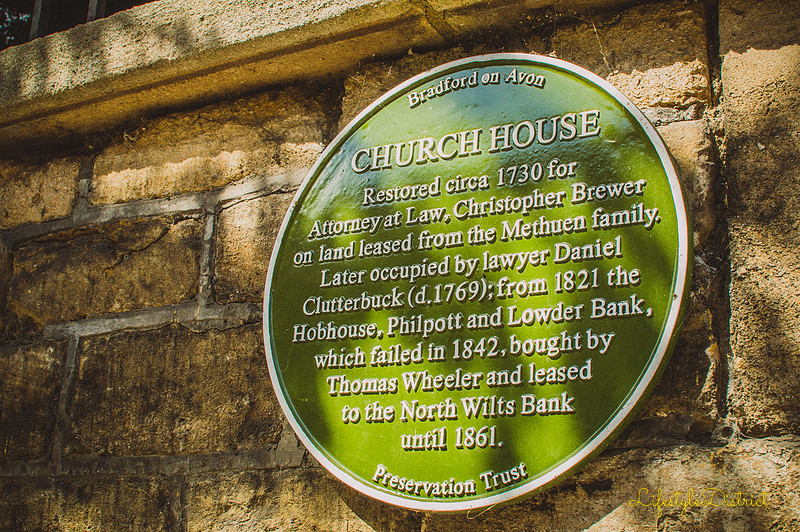 Bradford on Avon
CHURCH HOUSE
Restored circa 1730 for
Attorney at Law, Christopher Brewer
on land leased from the Methuen family.
Later occupied by lawyer Daniel
Clutterbuck (d.1769); from 1821 the
Hobhouse, Philpott and Lowder Bank,
which failed in 1842, bought by
Thomas Wheeler and leased
to the North Wilts Bank
until 1861.
Preservation Trust
LifestyleDistrict